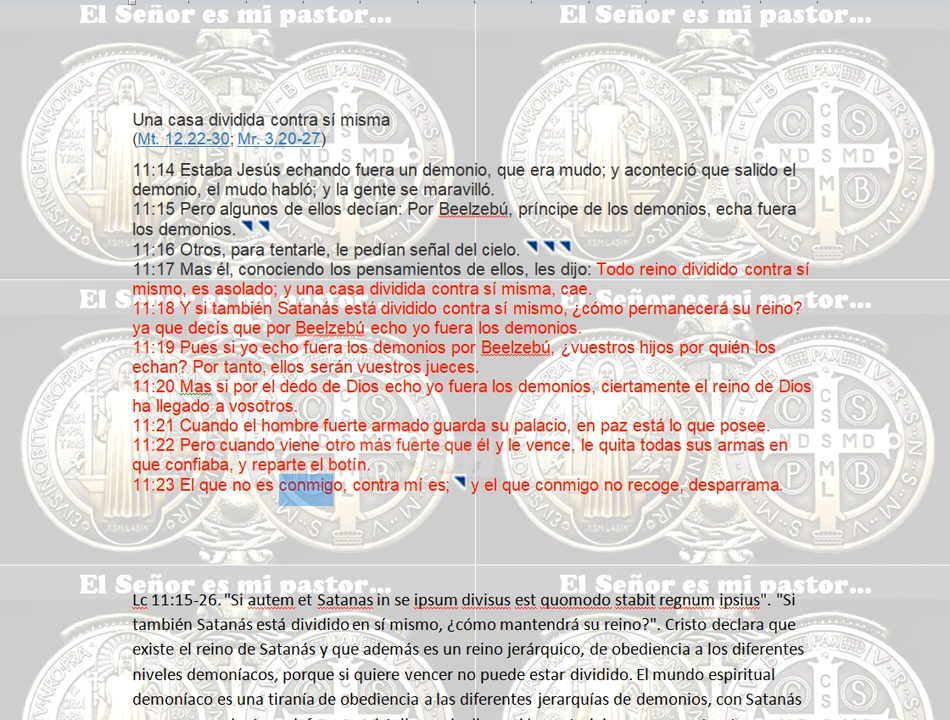 El Señor es mi pastor... El Señor es mi pastor...
Una casa dividida contra sí misma
(Mt. 12.22-30; Mr. 3.20-27)
11:14 Estaba Jesús echando fuera un demonio, que era mudo; y aconteció que salido el
demonio, el mudo habló; y la gente se maravilló.
11:15 Pero algunos de ellos decían: Por Beelzebú, príncipe de los demonios, echa fuera
los demonios.
11:16 Otros, para tentarle, le pedían señal del cielo.
11:17 Mas él, conociendo los pensamientos de ellos, les dijo: Todo reino dividido contra sí
mismo, es asolado; y una casa dividida contra sí misma, cae.
El Señor es mi pastor... El Señor es mi pastor...
11:18 Y si también Satanás está dividido contra sí mismo, ¿cómo permanecerá su reino?
ya que decís que por Beelzebú echo yo fuera los demonios.
11:19 Pues si yo echo fuera los demonios por Beelzebú, ¿vuestros hijos por quién los
echan? Por tanto, ellos serán vuestros jueces.
11:20 Mas si por el dedo de Dios echo yo fuera los demonios, ciertamente el reino de Dios
ha llegado a vosotros.
11:21 Cuando el hombre fuerte armado guarda su palacio, en paz está lo que posee.
11:22 Pero cuando viene otro más fuerte que él y le vence, le quita todas sus armas en
que confiaba, y reparte el botín.
11:23 El que no es conmigo, contra mí es; y el que conmigo no recoge, desparrama.
El Señor es mi pastor... El Señor es mi pastor...
Lc 11:15-26. "Si autem et Satanas in se ipsum divisus est quomodo stabit regnum ipsius". "Si
también Satanás está dividido en sí mismo, ¿cómo mantendrá su reino?". Cristo declara que
existe el reino de Satanás y que además es un reino jerárquico, de obediencia a los diferentes
niveles demoníacos, porque si quiere vencer no puede estar dividido. El mundo espiritual
demoníaco es una tiranía de obediencia a las diferentes jerarquías de demonios, con Satanás